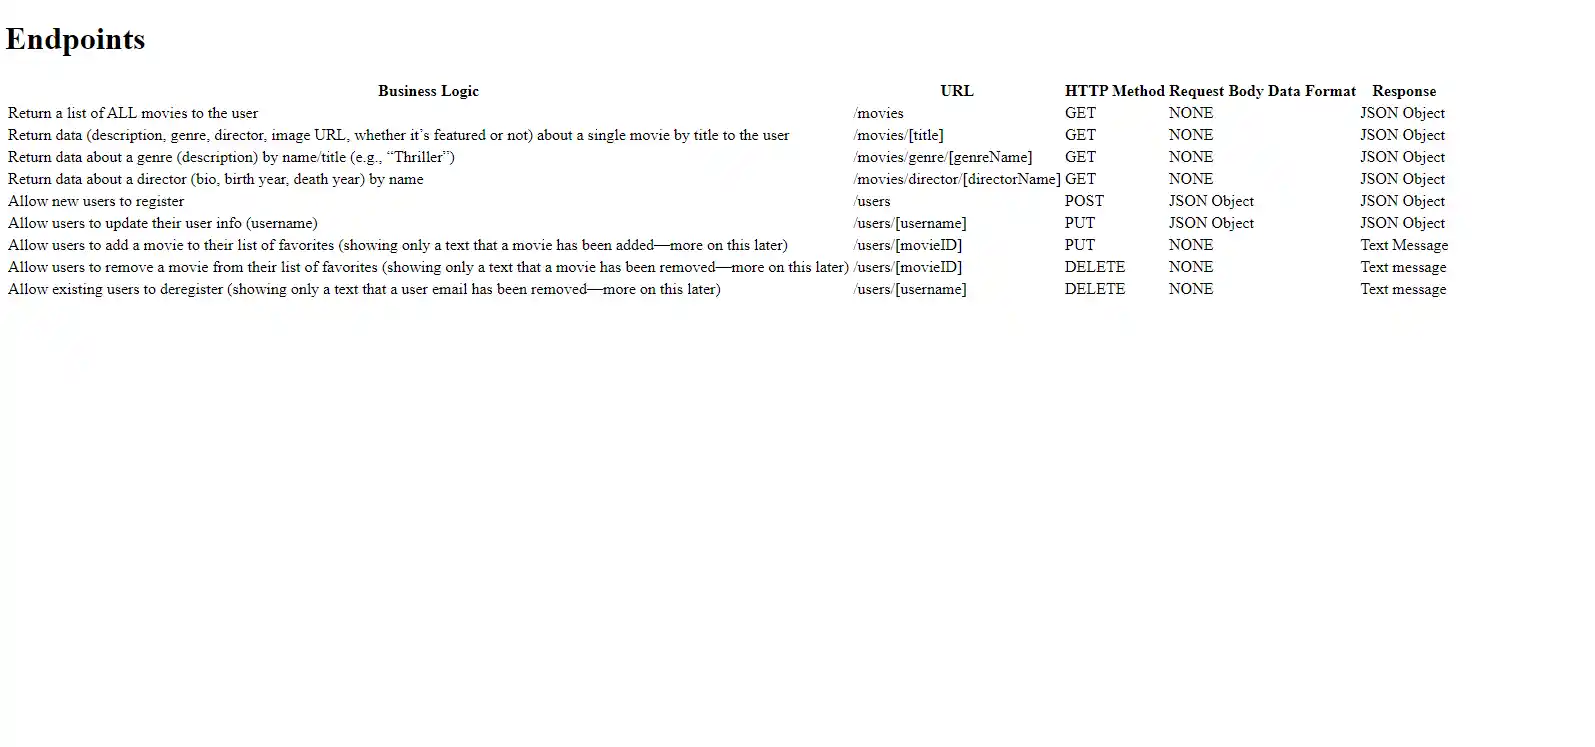 Endpoints
Business Logic URL HTTP Method Request Body Data Format Response
Return a list of ALL movies to the user /movies GET NONE JSON Object
Return data (description, genre, director, image URL, whether it’s featured or not) about a single movie by title to the user /movies/[title] GET NONE JSON Object
Return data about a genre (description) by name/title (e.g., “Thriller”) /movies/genre/[genreName] GET NONE JSON Object
Return data about a director (bio, birth year, death year) by name /movies/director/[directorName] GET NONE JSON Object
Allow new users to register /users POST JSON Object JSON Object
Allow users to update their user info (username) /users/[username] PUT JSON Object JSON Object
Allow users to add a movie to their list of favorites (showing only a text that a movie has been added—more on this later) /users/[movieID] PUT NONE Text Message
Allow users to remove a movie from their list of favorites (showing only a text that a movie has been removed—more on this later) /users/[movieID] DELETE NONE Text message
Allow existing users to deregister (showing only a text that a user email has been removed—more on this later) /users/[username] DELETE NONE Text message